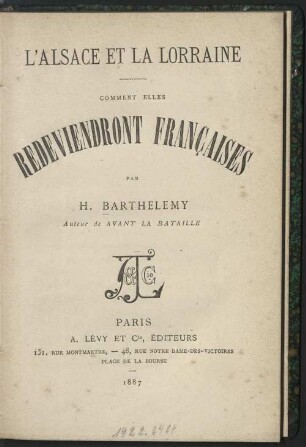 L'ALSACE ET LA LORRAINE
COMMENT ELLES
REDEVIENDRONT FRANÇAISES
PAR
H. BARTHELEMY
Auteur de AVANT LA BATAILLE
PARIS
A. LÉVY ET Cie, ÉDITEURS
131, RUE MONTMARTRE, — 48, RUE NOTRE-DAME-DES-VICTOIRES
PLACE DE LA BOURSE
1887